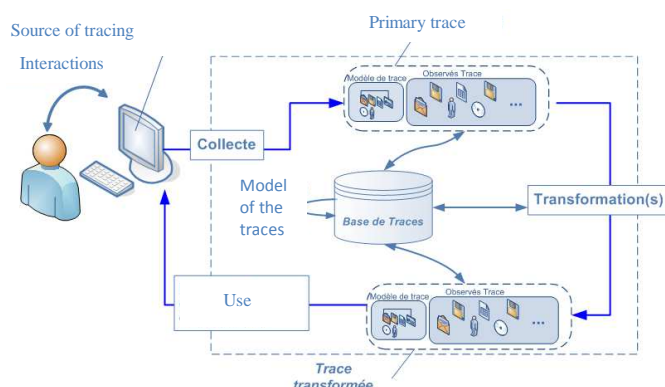 Source of tracing
Primary trace
Interactions
Modèle de trace
Observés Trace
...
Collecte
Model
of the
traces
Base de Traces
Transformation(s)
Use
Modèle de trace
Observés Trace
...
Trace
transformée